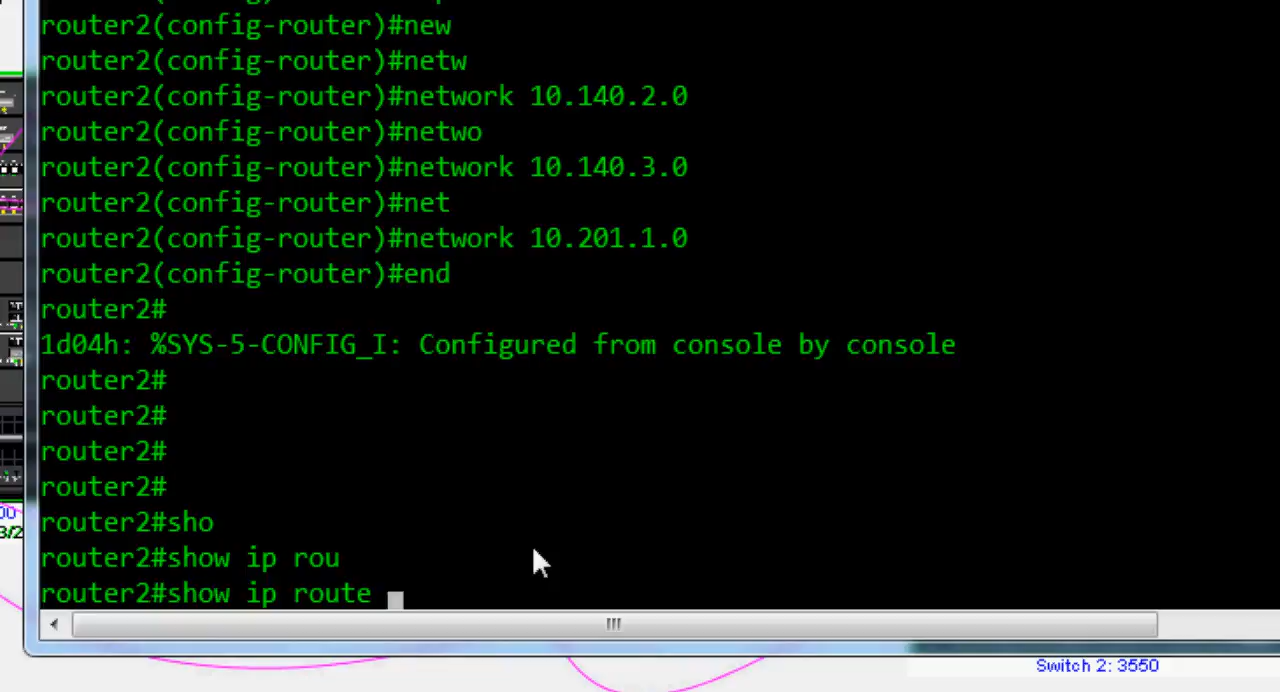 router2(config-router)#new
router2(config-router)#netw
router2(config-router)#network 10.140.2.0
router2(config-router)#netwo
router2(config-router)#network 10.140.3.0
router2(config-router)#net
router2(config-router)#network 10.201.1.0
router2(config-router)#end
router2#
1d04h: %SYS-5-CONFIG_I: Configured from console by console
router2#
router2#
router2#
router2#
router2#sho
router2#show ip rou
router2#show ip route
Switch 2: 3550